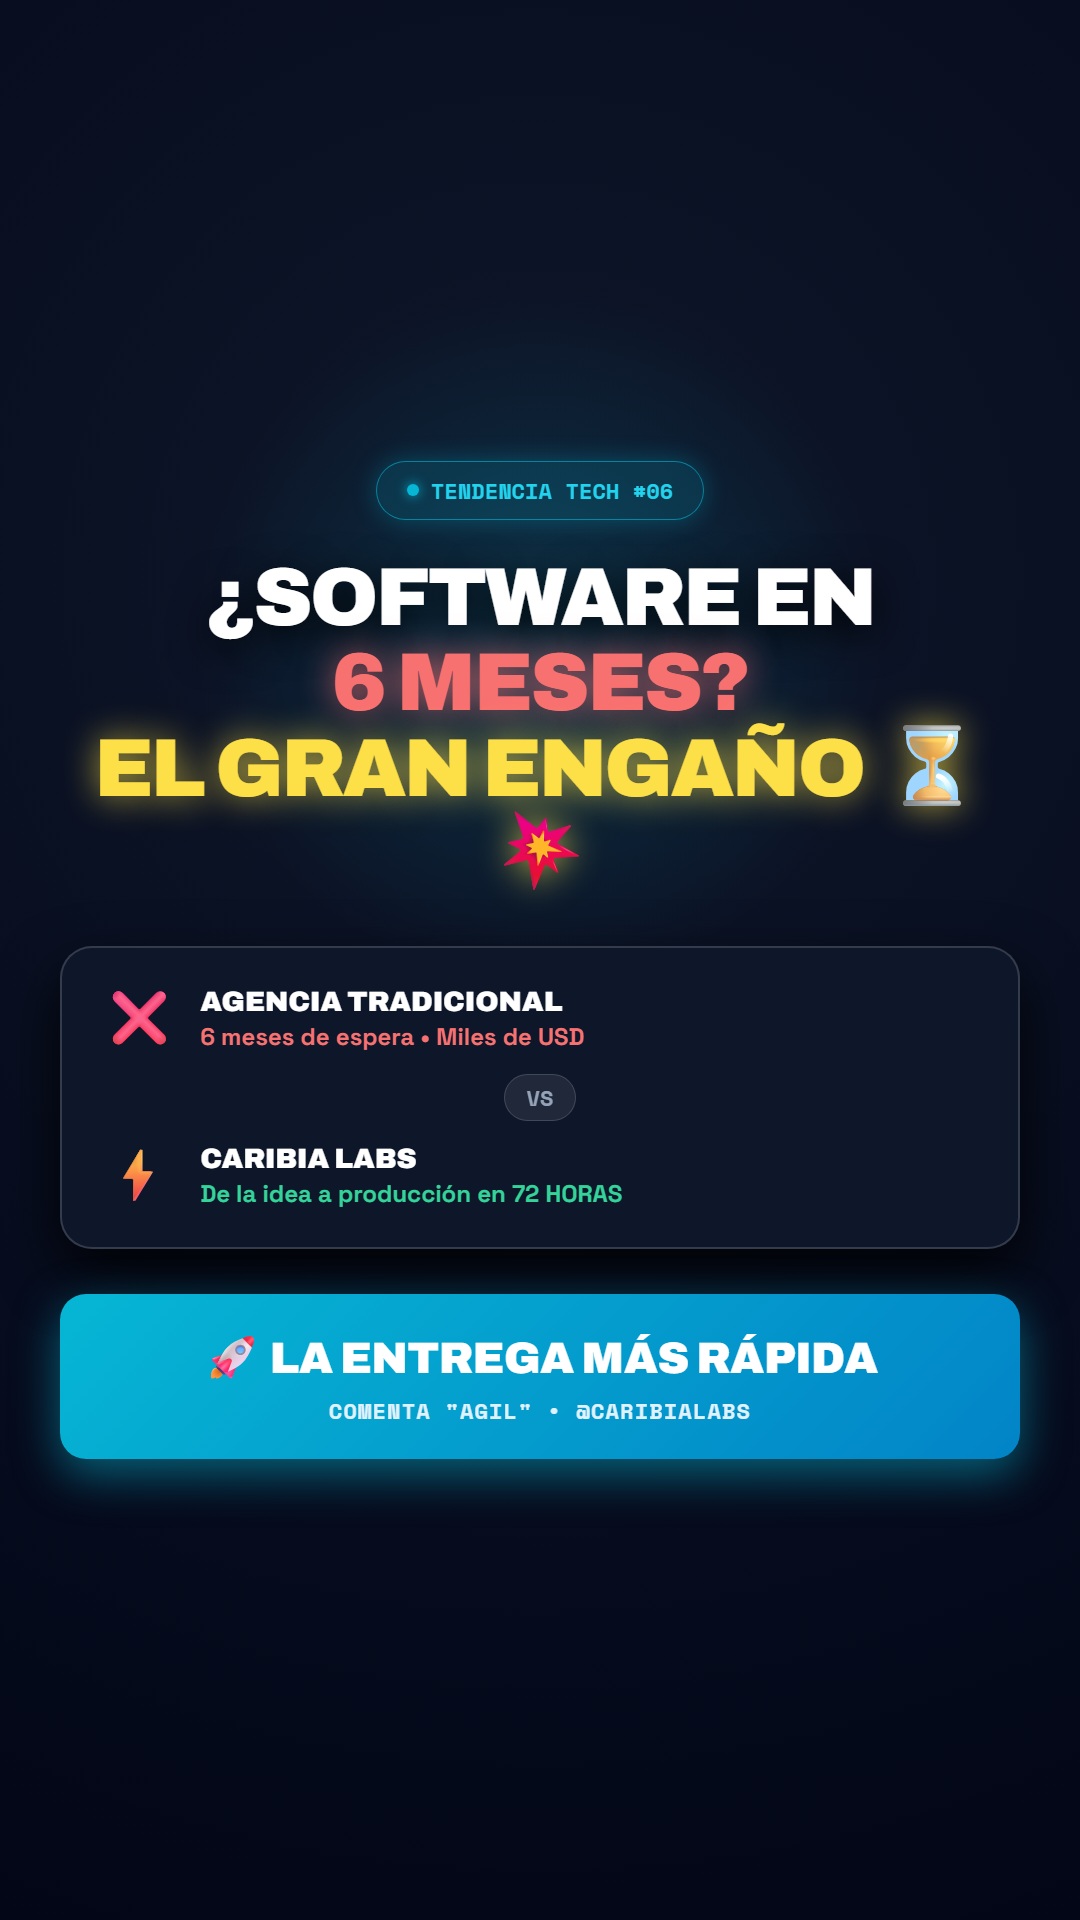 TENDENCIA TECH #06
¿SOFTWARE EN
6 MESES?
EL GRAN ENGAÑO ⏳
💥
❌ AGENCIA TRADICIONAL
6 meses de espera • Miles de USD
VS
⚡ CARIBIA LABS
De la idea a producción en 72 HORAS
🚀 LA ENTREGA MÁS RÁPIDA
COMENTA "AGIL" • @CARIBIALABS